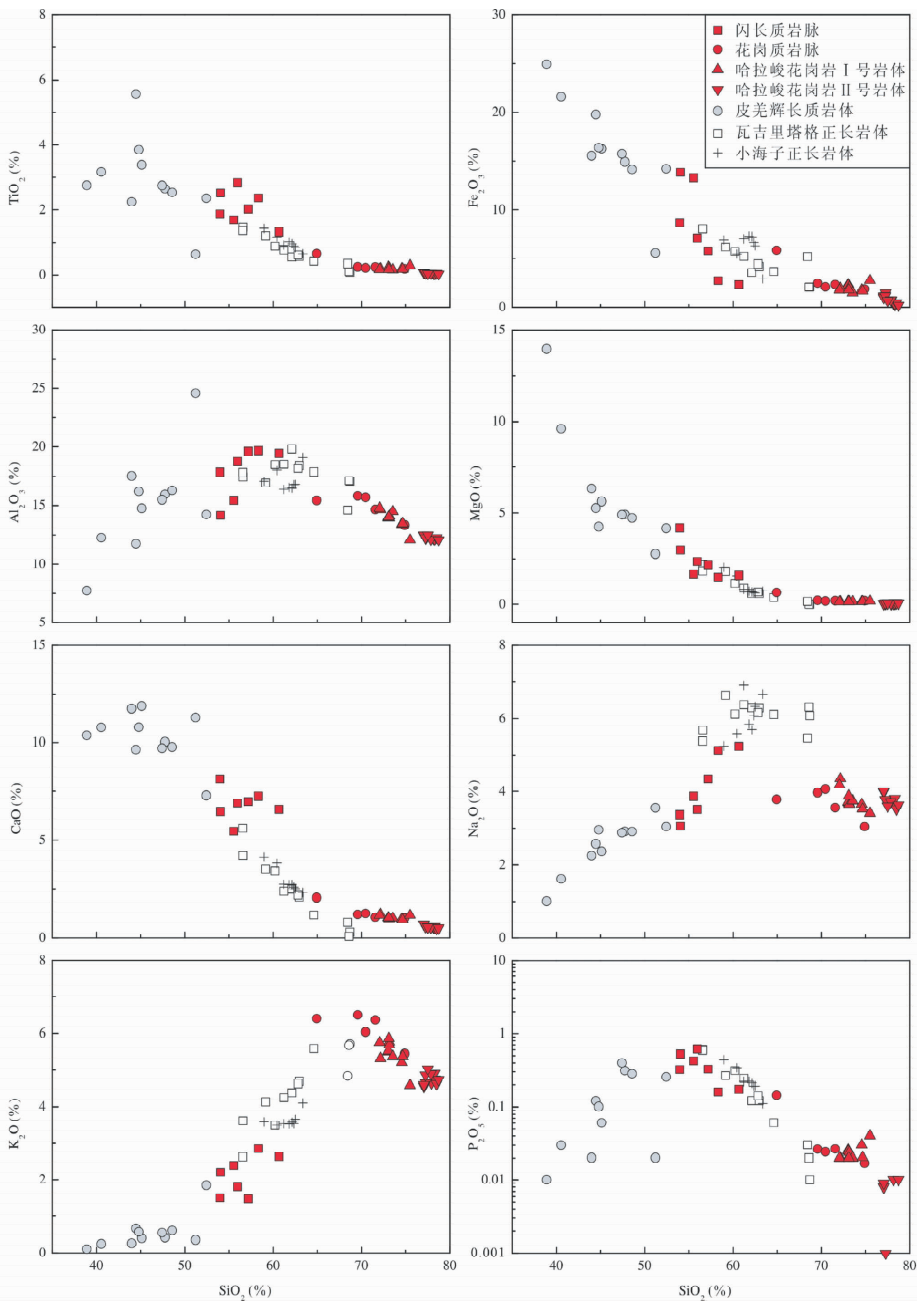 8
6
4
2
0
TiO₂ (%)
30
20
10
0
Fe₂O₃ (%)
闪长质岩脉
花岗质岩脉
哈拉峻花岗岩Ⅰ号岩体
哈拉峻花岗岩Ⅱ号岩体
皮羌辉长质岩体
瓦吉里塔格正长岩体
小海子正长岩体
30
25
20
15
10
5
Al₂O₃ (%)
15
10
5
0
MgO (%)
15
10
5
0
CaO (%)
8
6
4
2
0
Na₂O (%)
8
6
4
2
0
K₂O (%)
40 50 60 70 80
SiO₂ (%)
10
1
0.1
0.01
0.001
P₂O₅ (%)
40 50 60 70 80
SiO₂ (%)